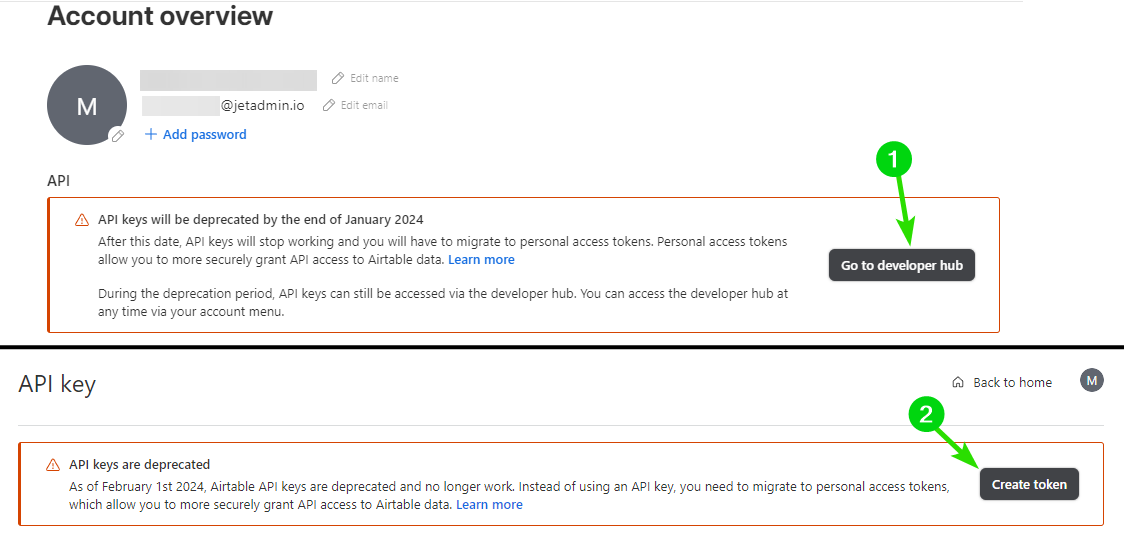 Account overview
M
Edit name
@jetadmin.io Edit email
+ Add password
1
API
API keys will be deprecated by the end of January 2024
After this date, API keys will stop working and you will have to migrate to personal access tokens. Personal access tokens
allow you to more securely grant API access to Airtable data. Learn more
Go to developer hub
During the deprecation period, API keys can still be accessed via the developer hub. You can access the developer hub at
any time via your account menu.
API key
Back to home
M
2
API keys are deprecated
As of February 1st 2024, Airtable API keys are deprecated and no longer work. Instead of using an API key, you need to migrate to personal access tokens,
which allow you to more securely grant API access to Airtable data. Learn more
Create token